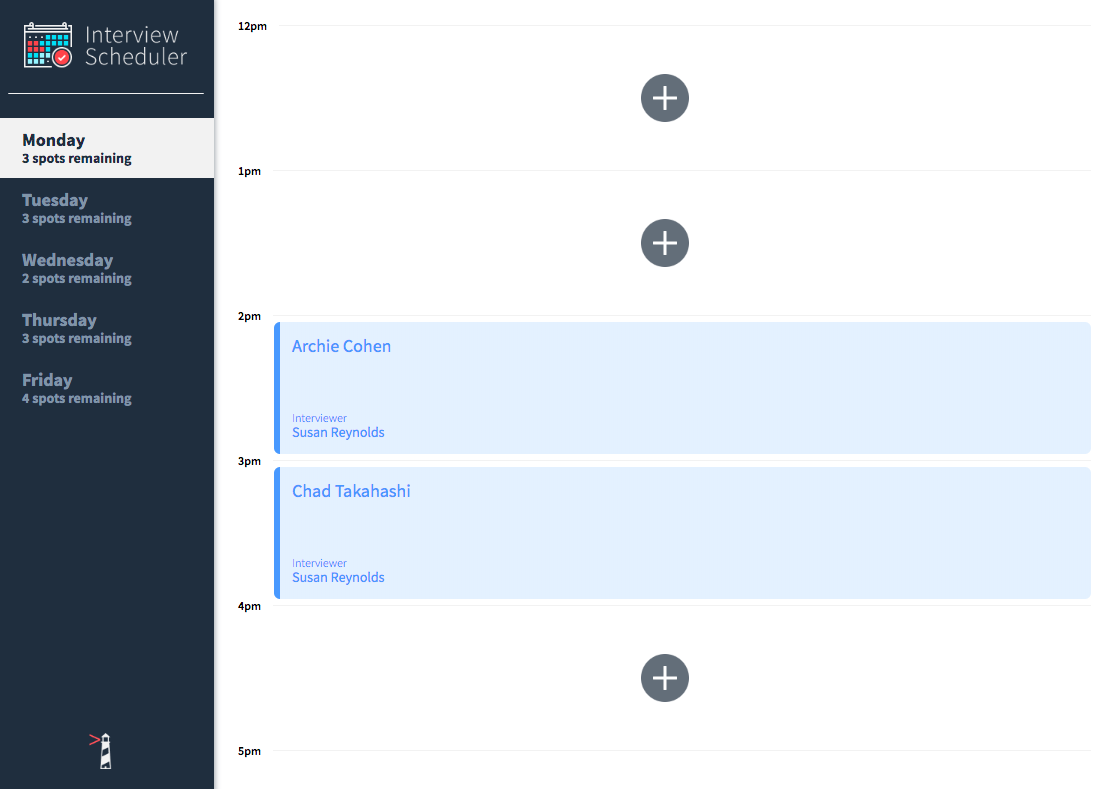 Interview
Scheduler
Monday
3 spots remaining
Tuesday
3 spots remaining
Wednesday
2 spots remaining
Thursday
3 spots remaining
Friday
4 spots remaining
12pm
1pm
2pm
Archie Cohen
Interviewer
Susan Reynolds
3pm
Chad Takahashi
Interviewer
Susan Reynolds
4pm
5pm